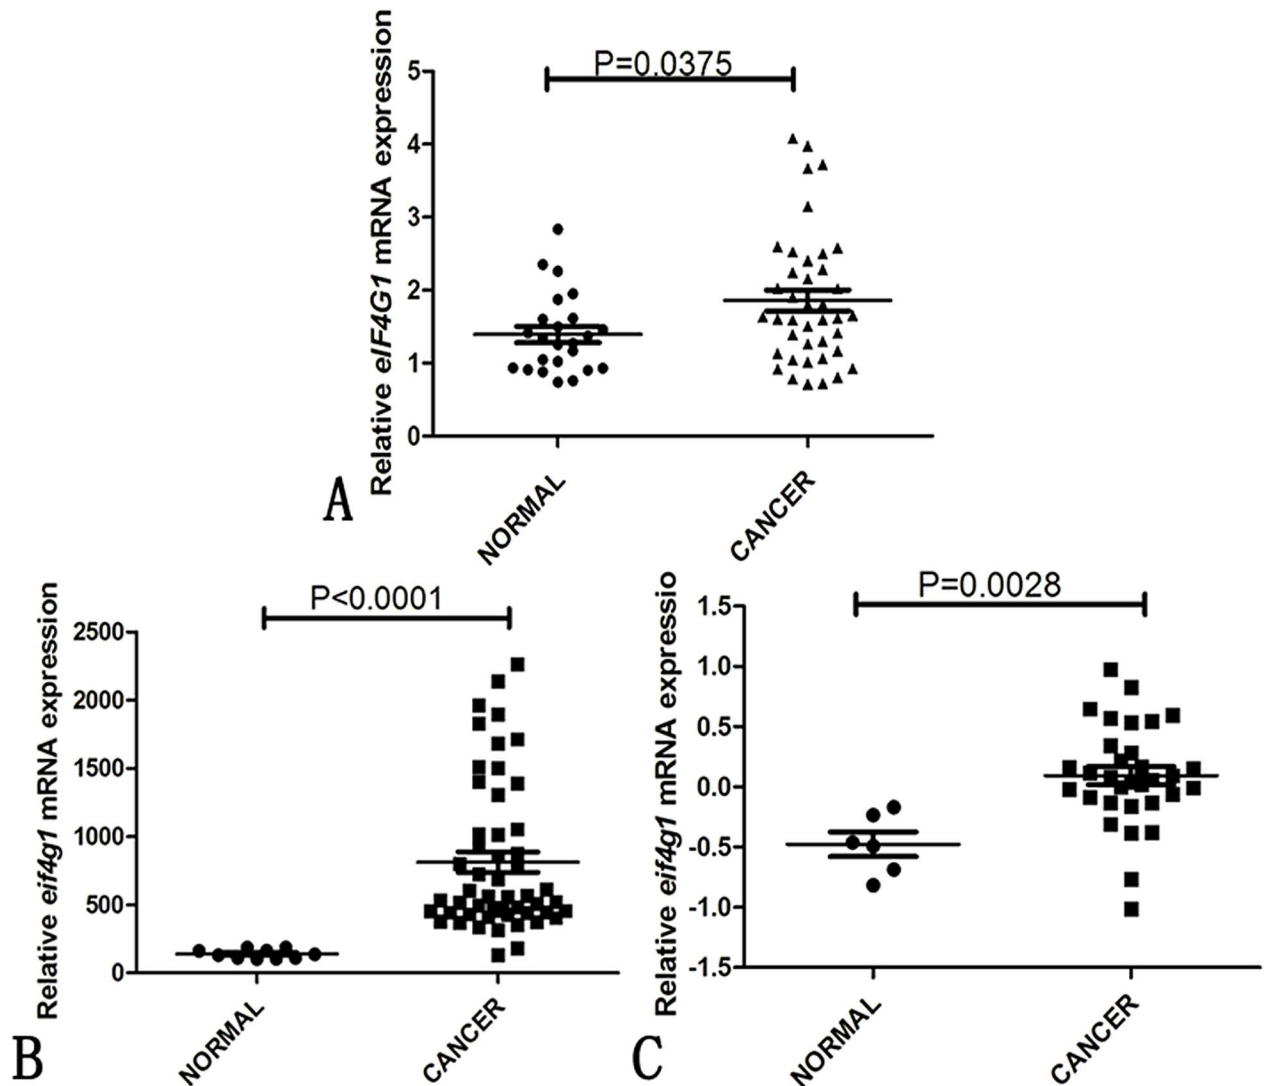 P=0.0375
Relative eIF4G1 mRNA expression
5
4
3
2
1
0
NORMAL
CANCER
A
P<0.0001
Relative eif4g1 mRNA expression
2500
2000
1500
1000
500
0
NORMAL
CANCER
B
P=0.0028
Relative eif4g1 mRNA expressio
1.5
1.0
0.5
0.0
-0.5
-1.0
-1.5
NORMAL
CANCER
C